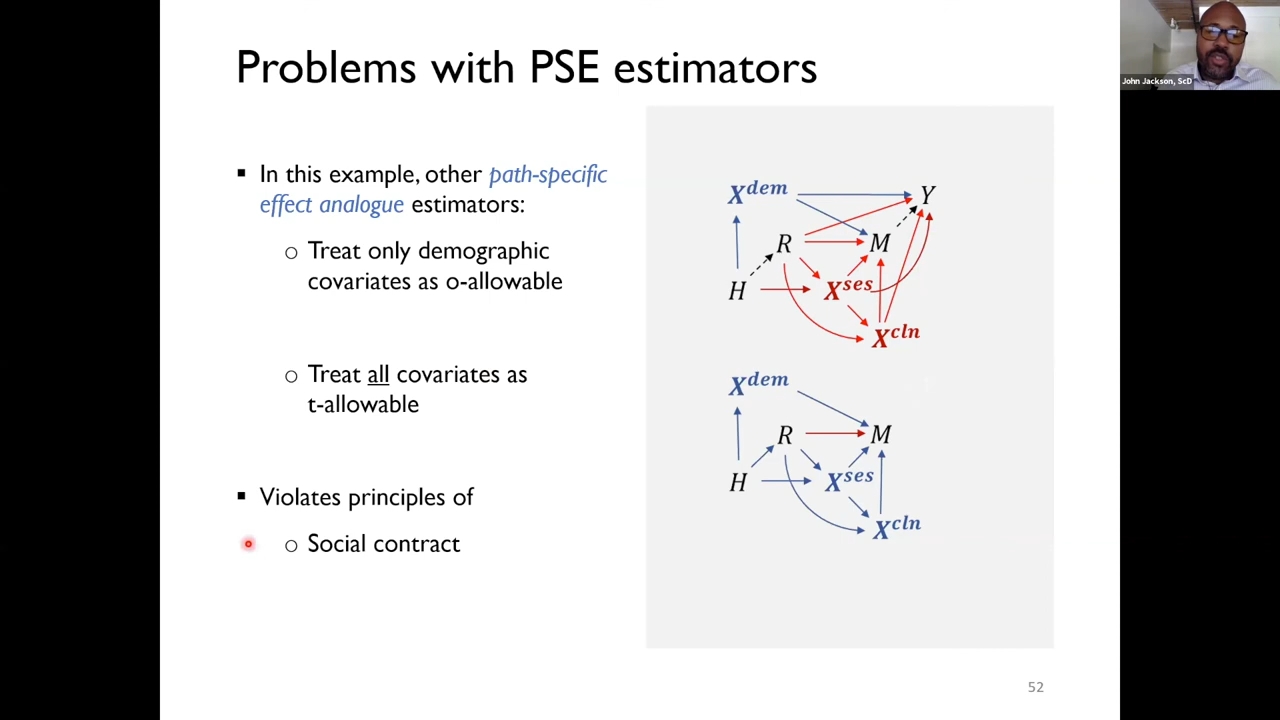 Problems with PSE estimators
John Jackson, ScD
▪ In this example, other path-specific
effect analogue estimators:
o Treat only demographic
covariates as o-allowable
o Treat all covariates as
t-allowable
▪ Violates principles of
o Social contract
X^dem Y
R M
H X^ses
X^cln
X^dem
R M
H X^ses
X^cln
52